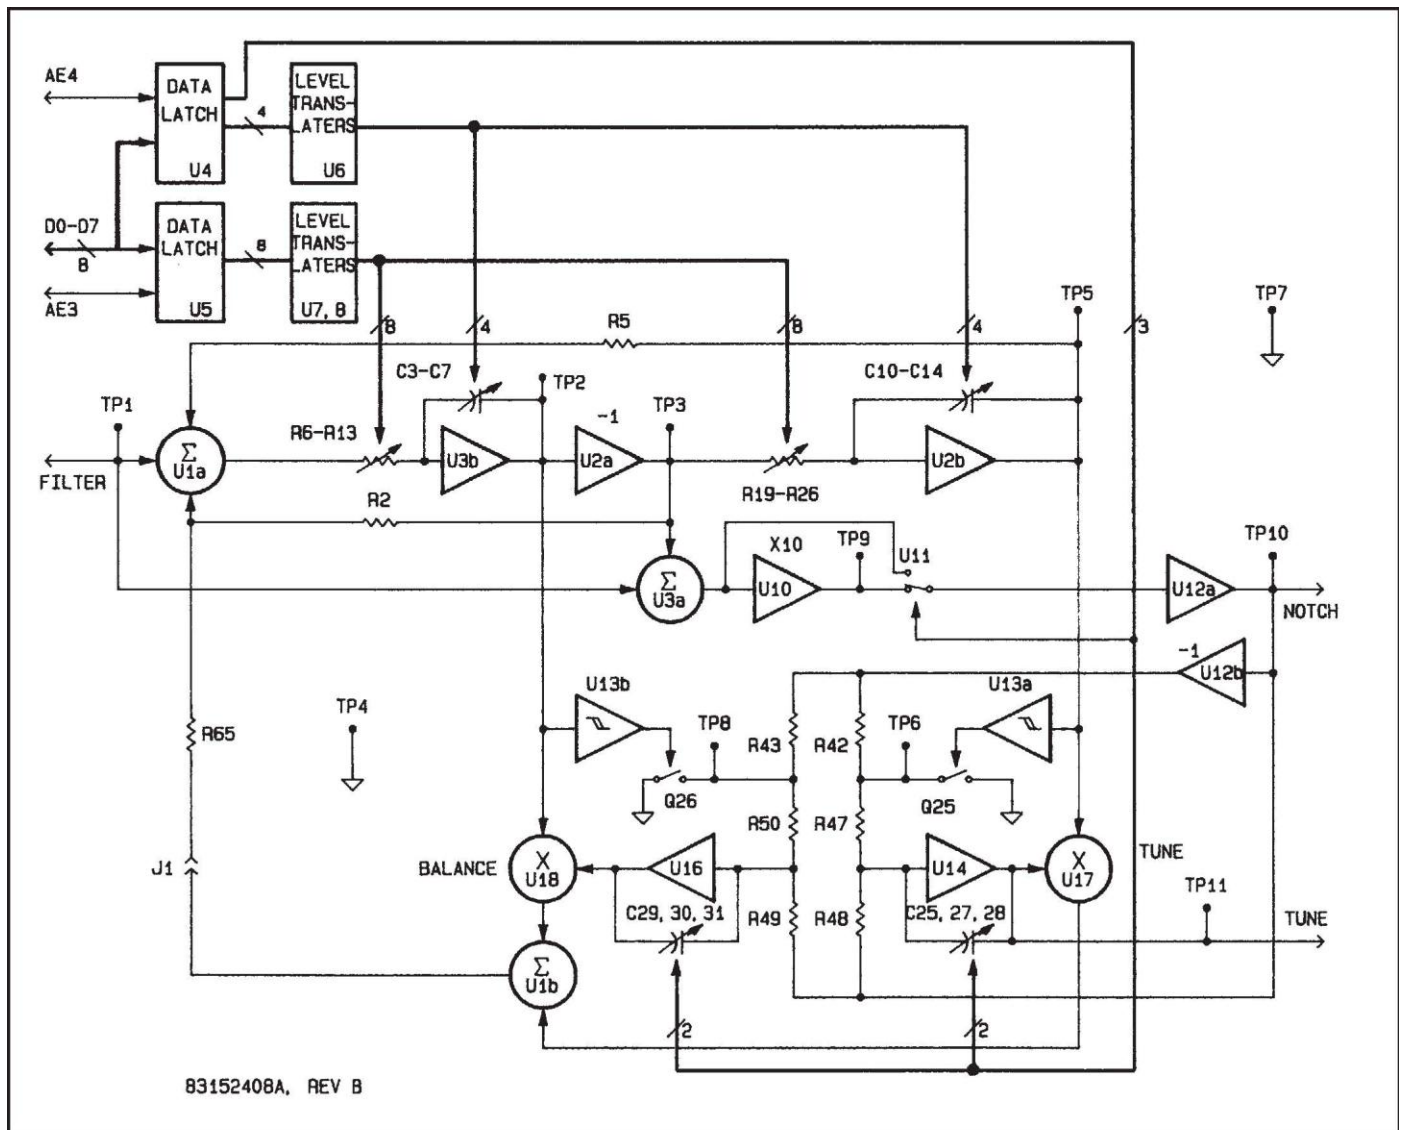 AE4
DATA
LATCH
U4
4
LEVEL
TRANS-
LATERS
U6
D0-D7
8
AE3
DATA
LATCH
U5
8
LEVEL
TRANS-
LATERS
U7, 8
8
4
8
4
3
TP5
TP7
R5
C3-C7
C10-C14
TP1
TP2
TP3
-1
R6-R13
Σ
U1a
U3b
U2a
U2b
FILTER
R2
R19-R26
X10
TP9
U11
TP10
Σ
U3a
U10
U12a
NOTCH
-1
U12b
U13b
U13a
TP4
TP8
TP6
R65
R43
R42
Q26
Q25
R50
R47
J1
BALANCE
X
U18
U16
U14
X
U17
TUNE
C29, 30, 31
R49
R48
C25, 27, 28
TP11
TUNE
Σ
U1b
2
2
83152408A, REV B